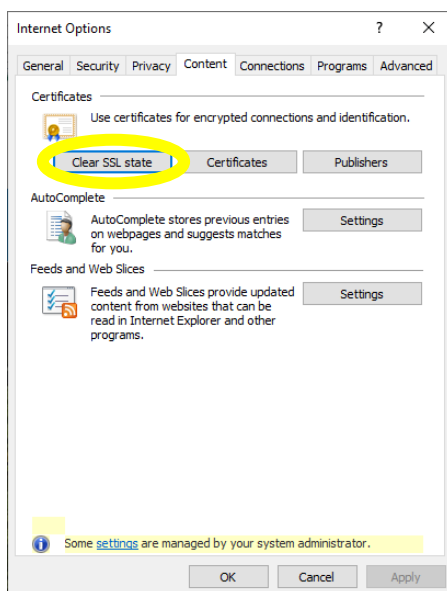 Internet Options ? X
General Security Privacy Content Connections Programs Advanced
Certificates
Use certificates for encrypted connections and identification.
Clear SSL state Certificates Publishers
AutoComplete
AutoComplete stores previous entries
on webpages and suggests matches
for you.
Settings
Feeds and Web Slices
Feeds and Web Slices provide updated
content from websites that can be
read in Internet Explorer and other
programs.
Settings
Some settings are managed by your system administrator.
OK Cancel Apply